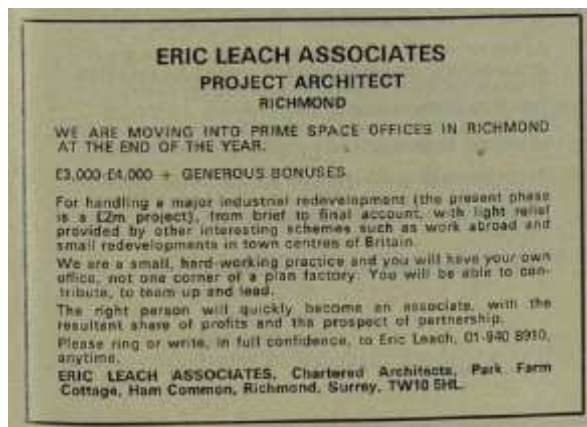 ERIC LEACH ASSOCIATES
PROJECT ARCHITECT
RICHMOND
WE ARE MOVING INTO PRIME SPACE OFFICES IN RICHMOND
AT THE END OF THE YEAR.
£3,000-£4,000 + GENEROUS BONUSES
For handling a major industrial redevelopment (the present phase
is a £2m project), from brief to final account, with light relief
provided by other interesting schemes such as work abroad and
small redevelopments in town centres of Britain.
We are a small, hard-working practice and you will have your own
office, not one corner of a plan factory. You will be able to con-
tribute, to team up and lead.
The right person will quickly become an associate, with the
resultant share of profits and the prospect of partnership.
Please ring or write, in full confidence, to Eric Leach, 01-940 8910,
anytime.
ERIC LEACH ASSOCIATES, Chartered Architects, Park Farm
Cottage, Ham Common, Richmond, Surrey, TW10 5HL.